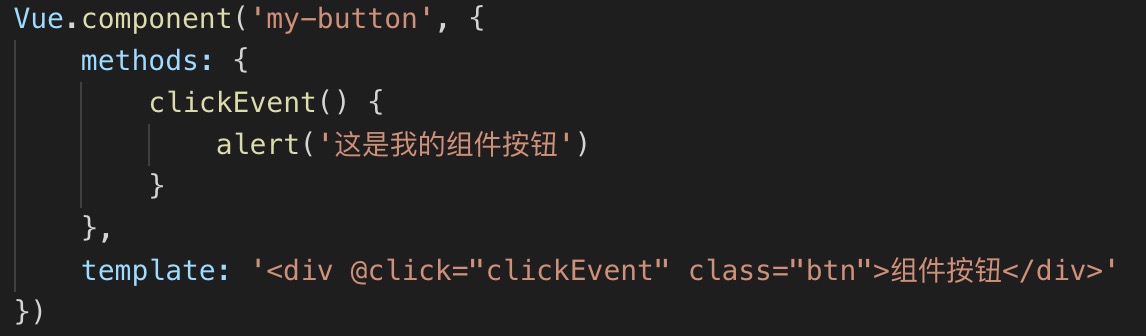 Vue.component('my-button', {
    methods: {
        clickEvent() {
            alert('这是我的组件按钮')
        }
    },
    template: '<div @click="clickEvent" class="btn">组件按钮</div>'
})